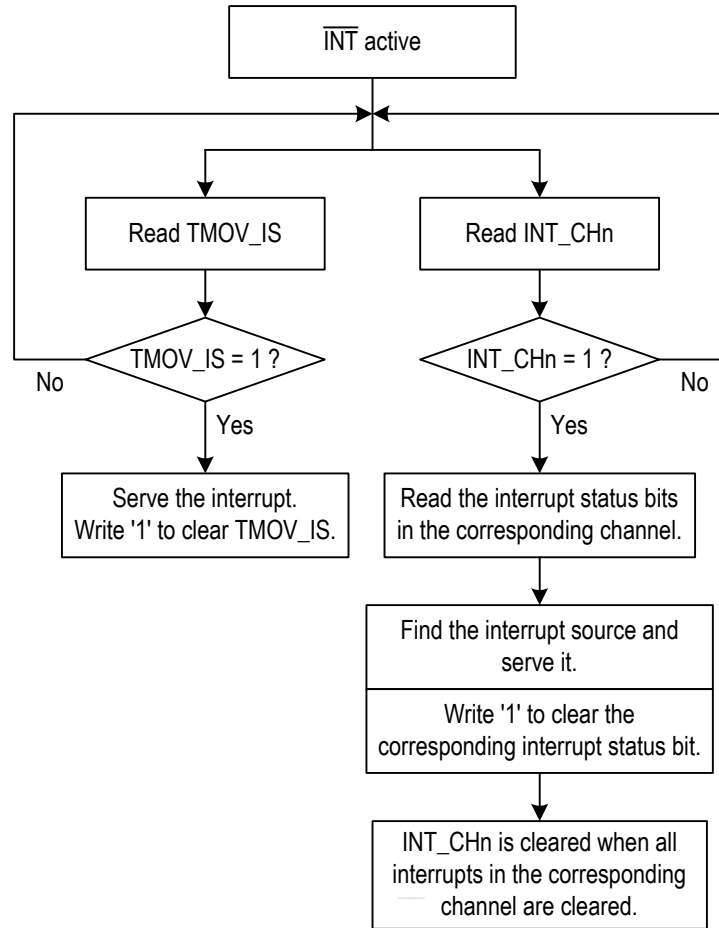 INT active
Read TMOV_IS
Read INT_CHn
TMOV_IS = 1 ?
INT_CHn = 1 ?
No
No
Yes
Yes
Serve the interrupt.
Write '1' to clear TMOV_IS.
Read the interrupt status bits
in the corresponding channel.
Find the interrupt source and
serve it.
Write '1' to clear the
corresponding interrupt status bit.
INT_CHn is cleared when all
interrupts in the corresponding
channel are cleared.